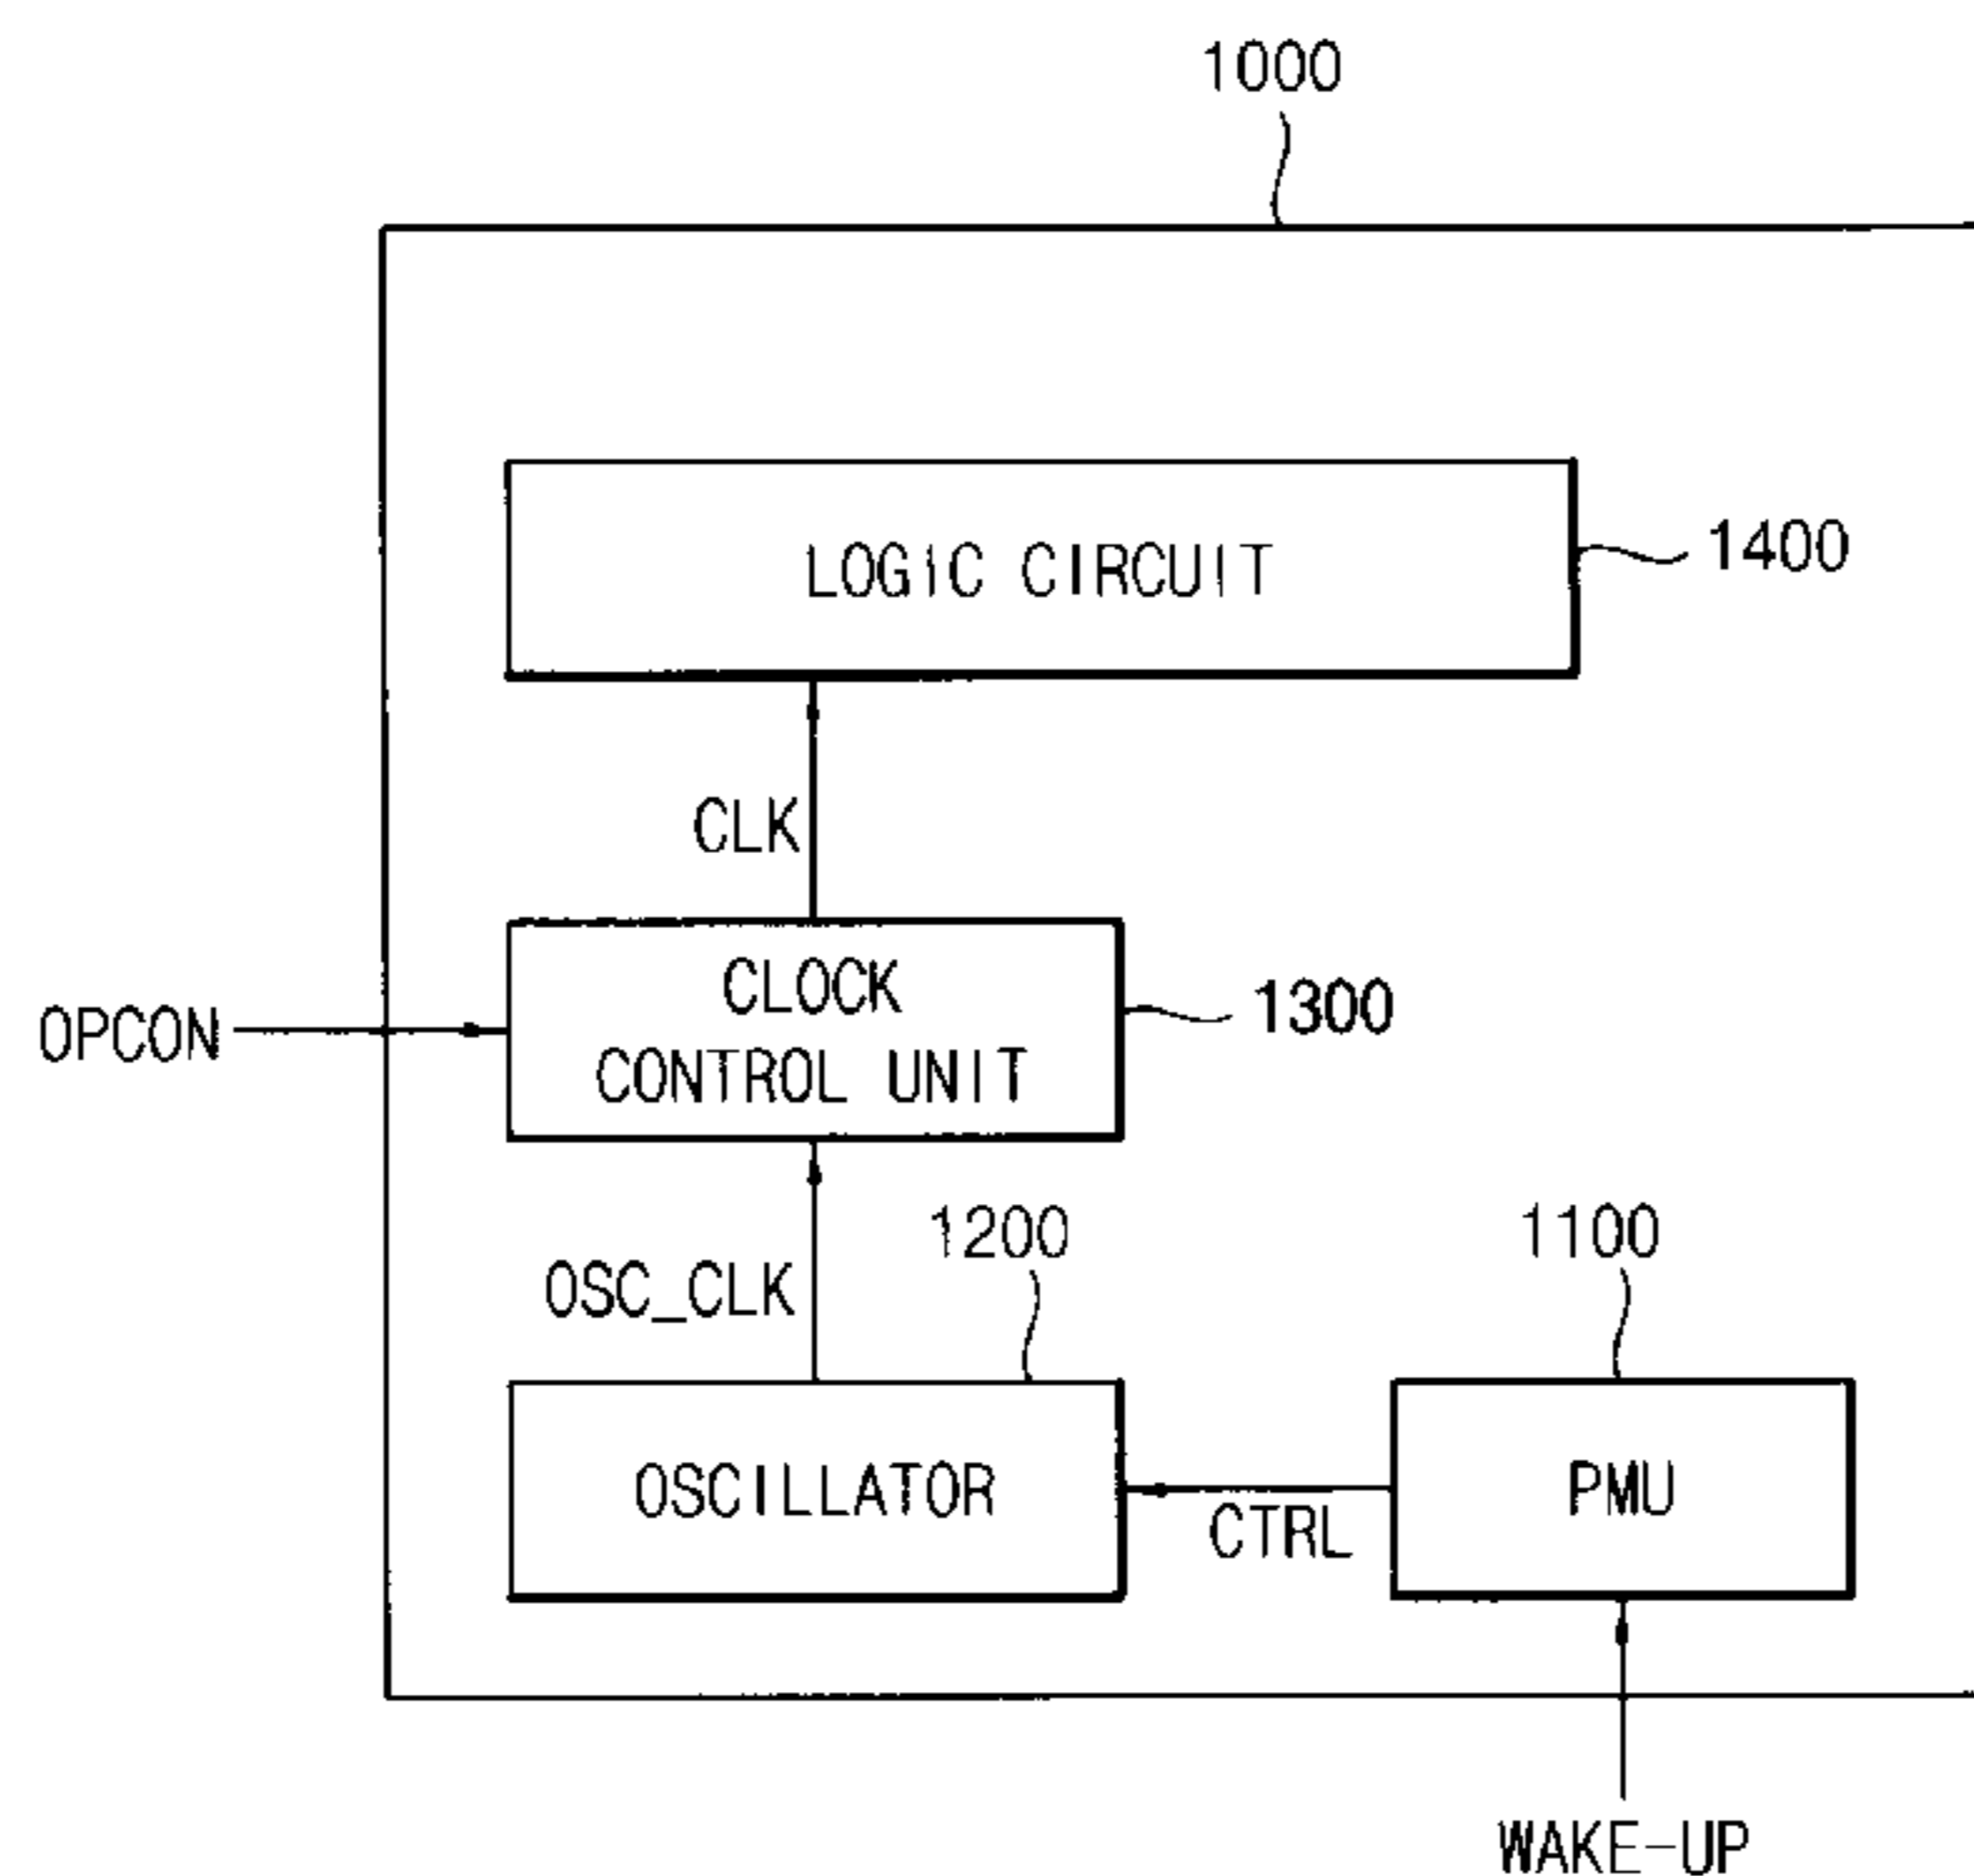 1000
LOGIC CIRCUIT
1400
CLK
CLOCK
CONTROL UNIT
1300
OPCON
OSC_CLK
1200
1100
OSCILLATOR
CTRL
PMU
WAKE-UP